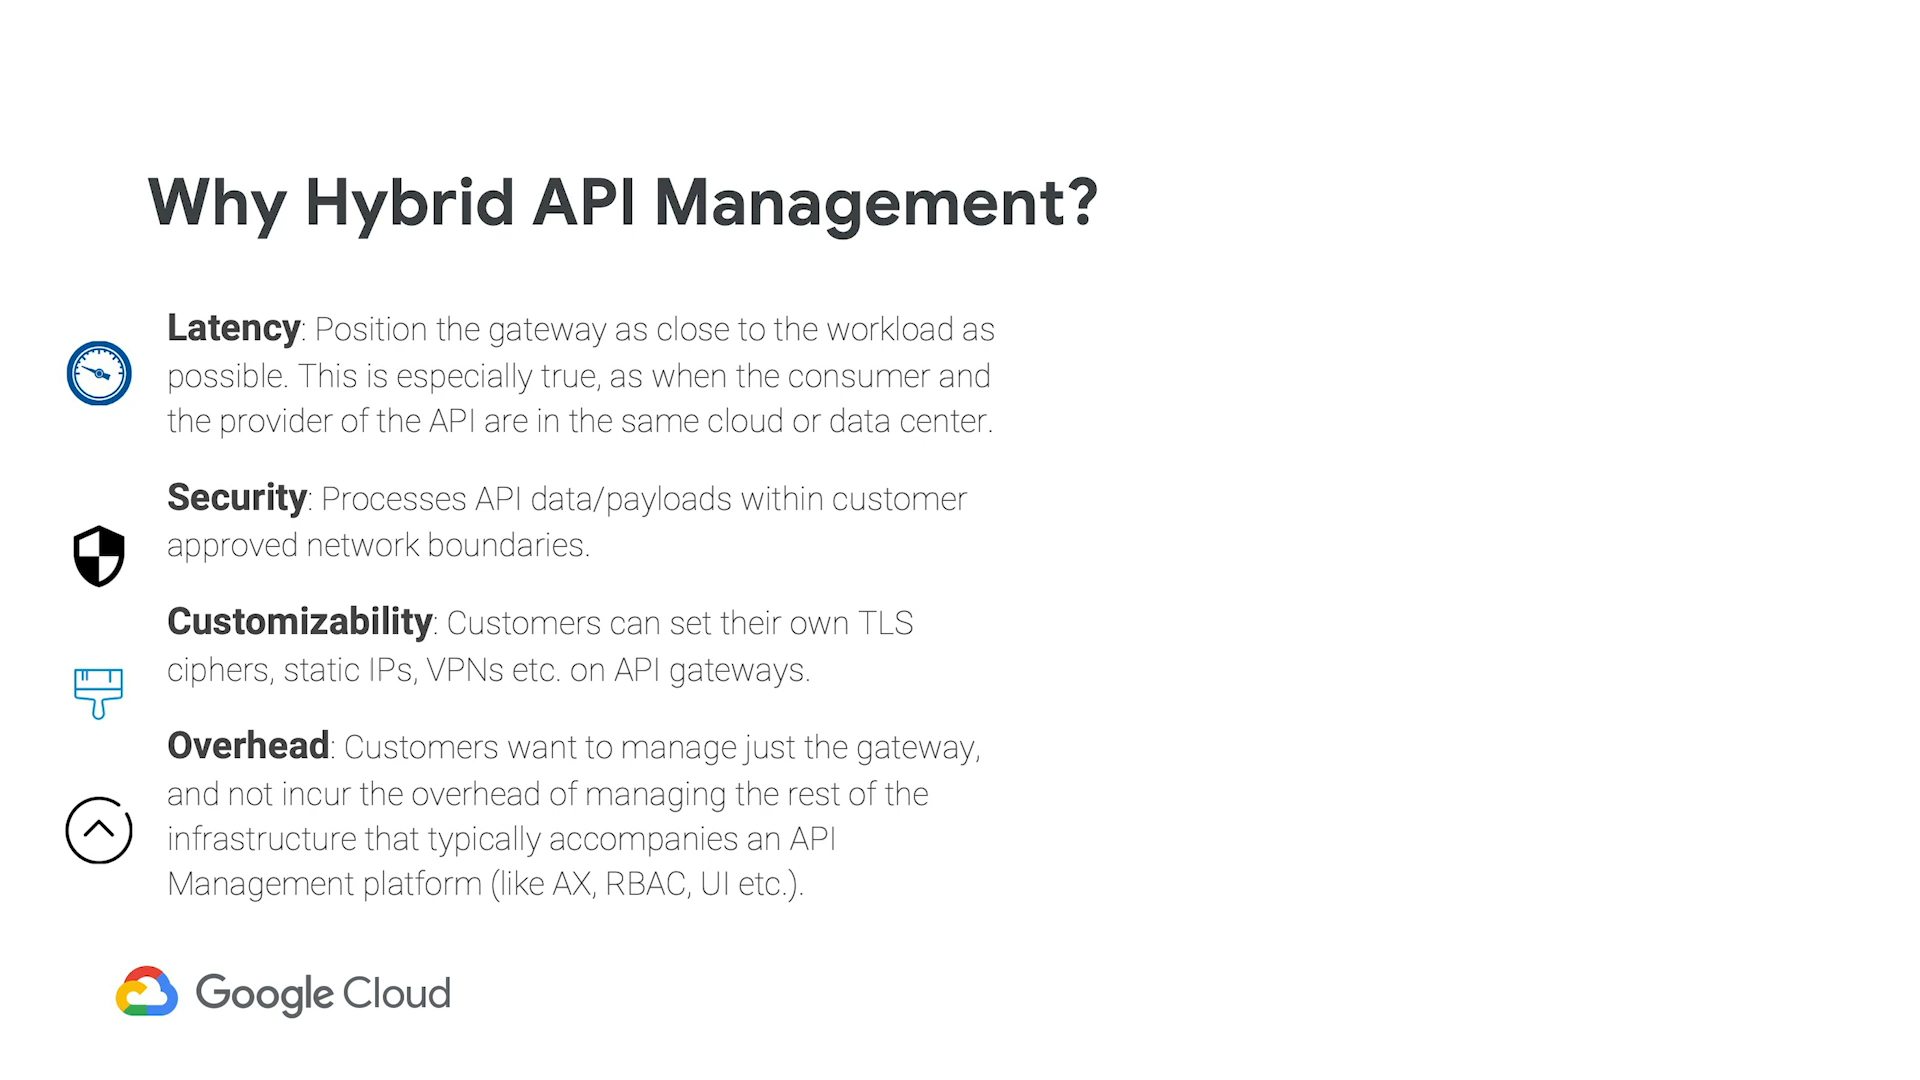 Why Hybrid API Management?
Latency: Position the gateway as close to the workload as
possible. This is especially true, as when the consumer and
the provider of the API are in the same cloud or data center.
Security: Processes API data/payloads within customer
approved network boundaries.
Customizability: Customers can set their own TLS
ciphers, static IPs, VPNs etc. on API gateways.
Overhead: Customers want to manage just the gateway,
and not incur the overhead of managing the rest of the
infrastructure that typically accompanies an API
Management platform (like AX, RBAC, UI etc.).
Google Cloud